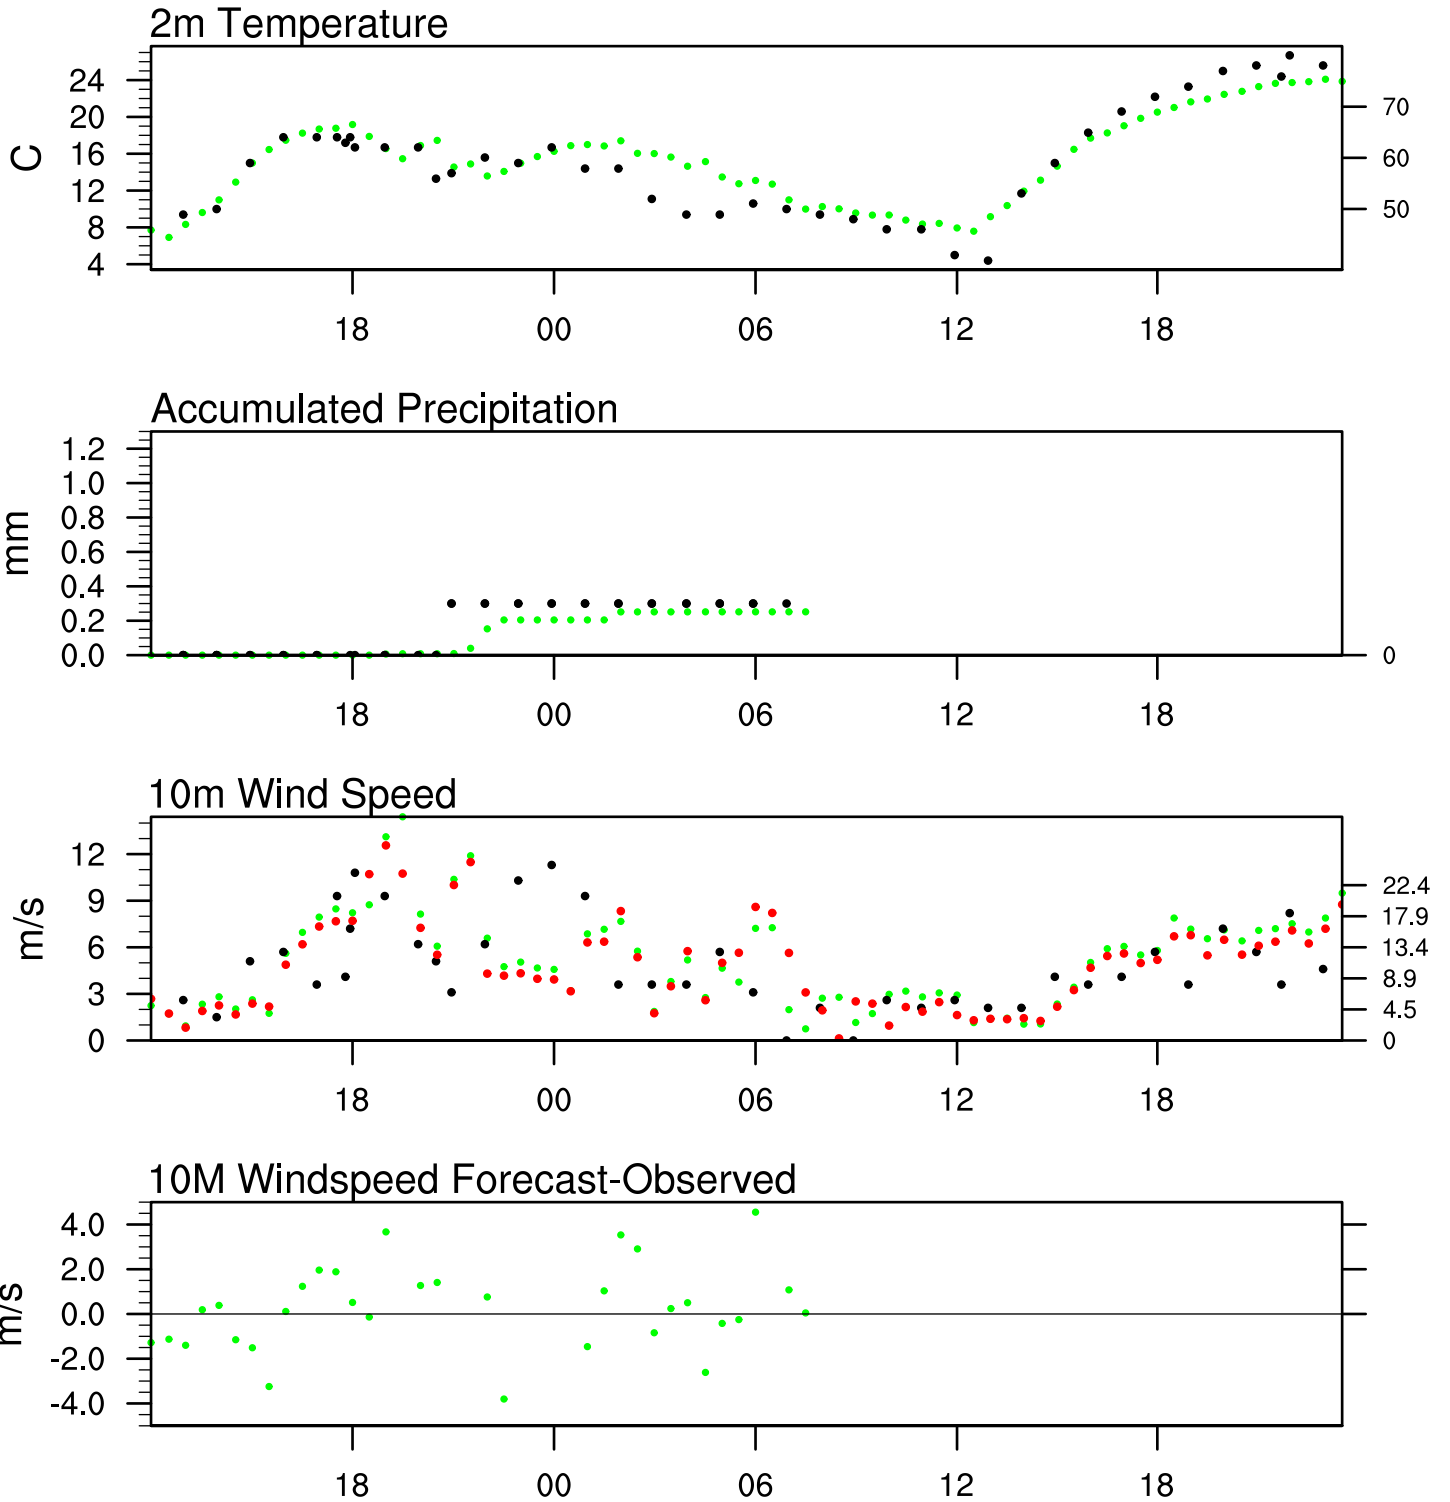 2m Temperature
C
24
20
16
12
8
4
70
60
50
18 00 06 12 18
Accumulated Precipitation
mm
1.2
1.0
0.8
0.6
0.4
0.2
0.0
0
18 00 06 12 18
10m Wind Speed
m/s
12
9
6
3
0
22.4
17.9
13.4
8.9
4.5
0
18 00 06 12 18
10M Windspeed Forecast-Observed
m/s
4.0
2.0
0.0
-2.0
-4.0
18 00 06 12 18